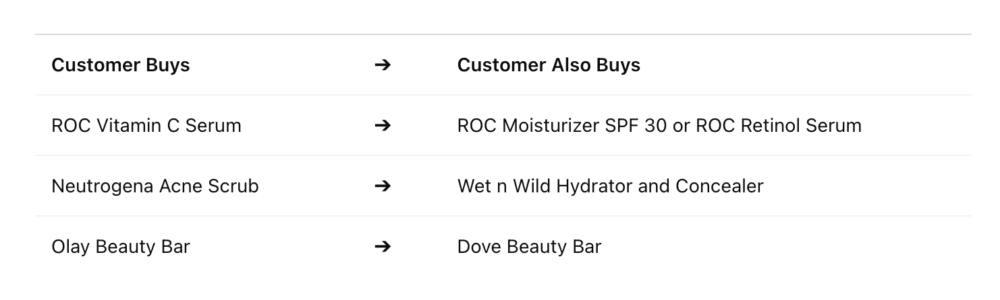 Customer Buys ➔ Customer Also Buys
ROC Vitamin C Serum ➔ ROC Moisturizer SPF 30 or ROC Retinol Serum
Neutrogena Acne Scrub ➔ Wet n Wild Hydrator and Concealer
Olay Beauty Bar ➔ Dove Beauty Bar